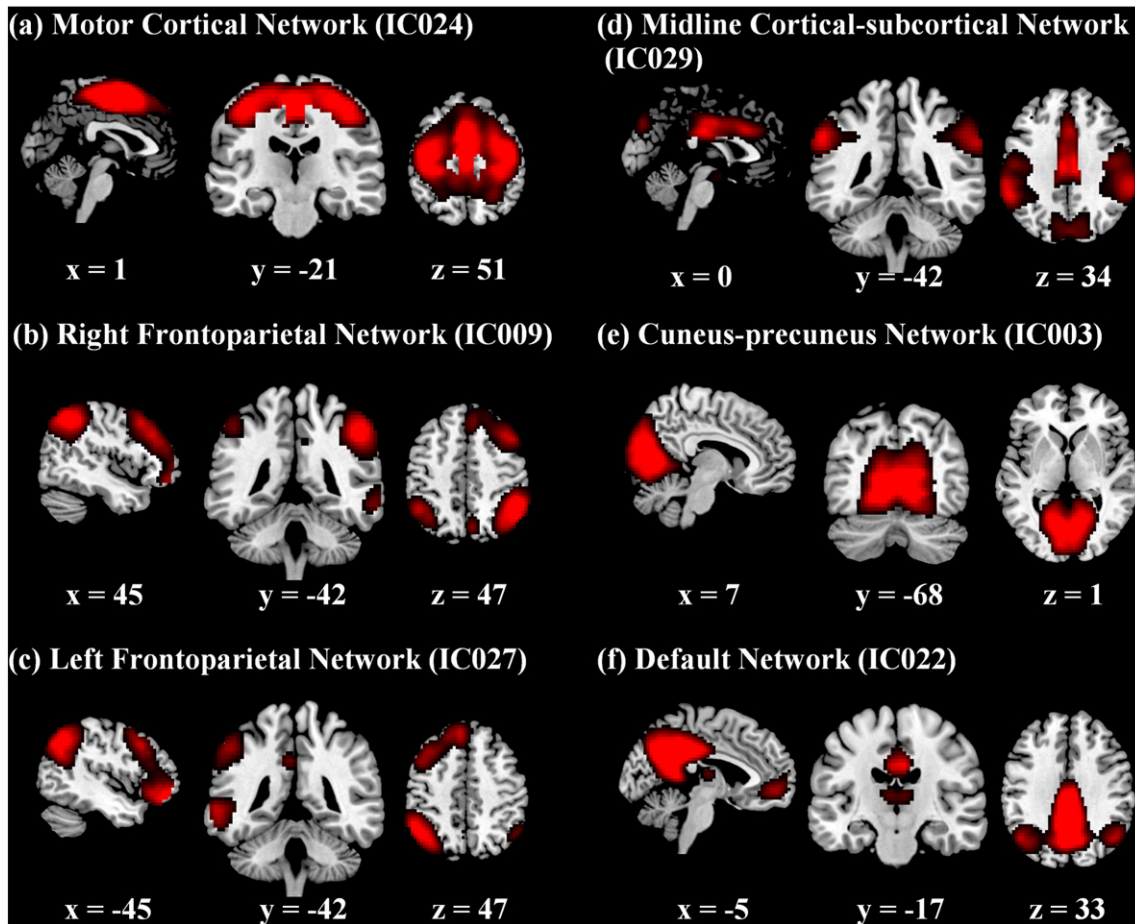 (a) Motor Cortical Network (IC024)
x = 1 y = -21 z = 51
(b) Right Frontoparietal Network (IC009)
x = 45 y = -42 z = 47
(c) Left Frontoparietal Network (IC027)
x = -45 y = -42 z = 47
(d) Midline Cortical-subcortical Network
(IC029)
x = 0 y = -42 z = 34
(e) Cuneus-precuneus Network (IC003)
x = 7 y = -68 z = 1
(f) Default Network (IC022)
x = -5 y = -17 z = 33